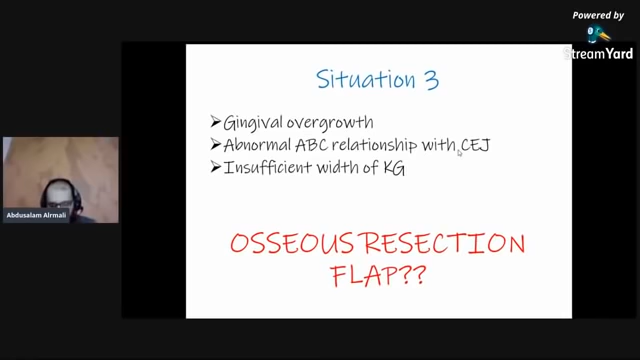 Powered by
StreamYard
Situation 3
➢Gingival overgrowth
➢Abnormal ABC relationship with CEJ
➢Insufficient width of KG
OSSEOUS RESECTION
FLAP??
Abdusalam Alrmali